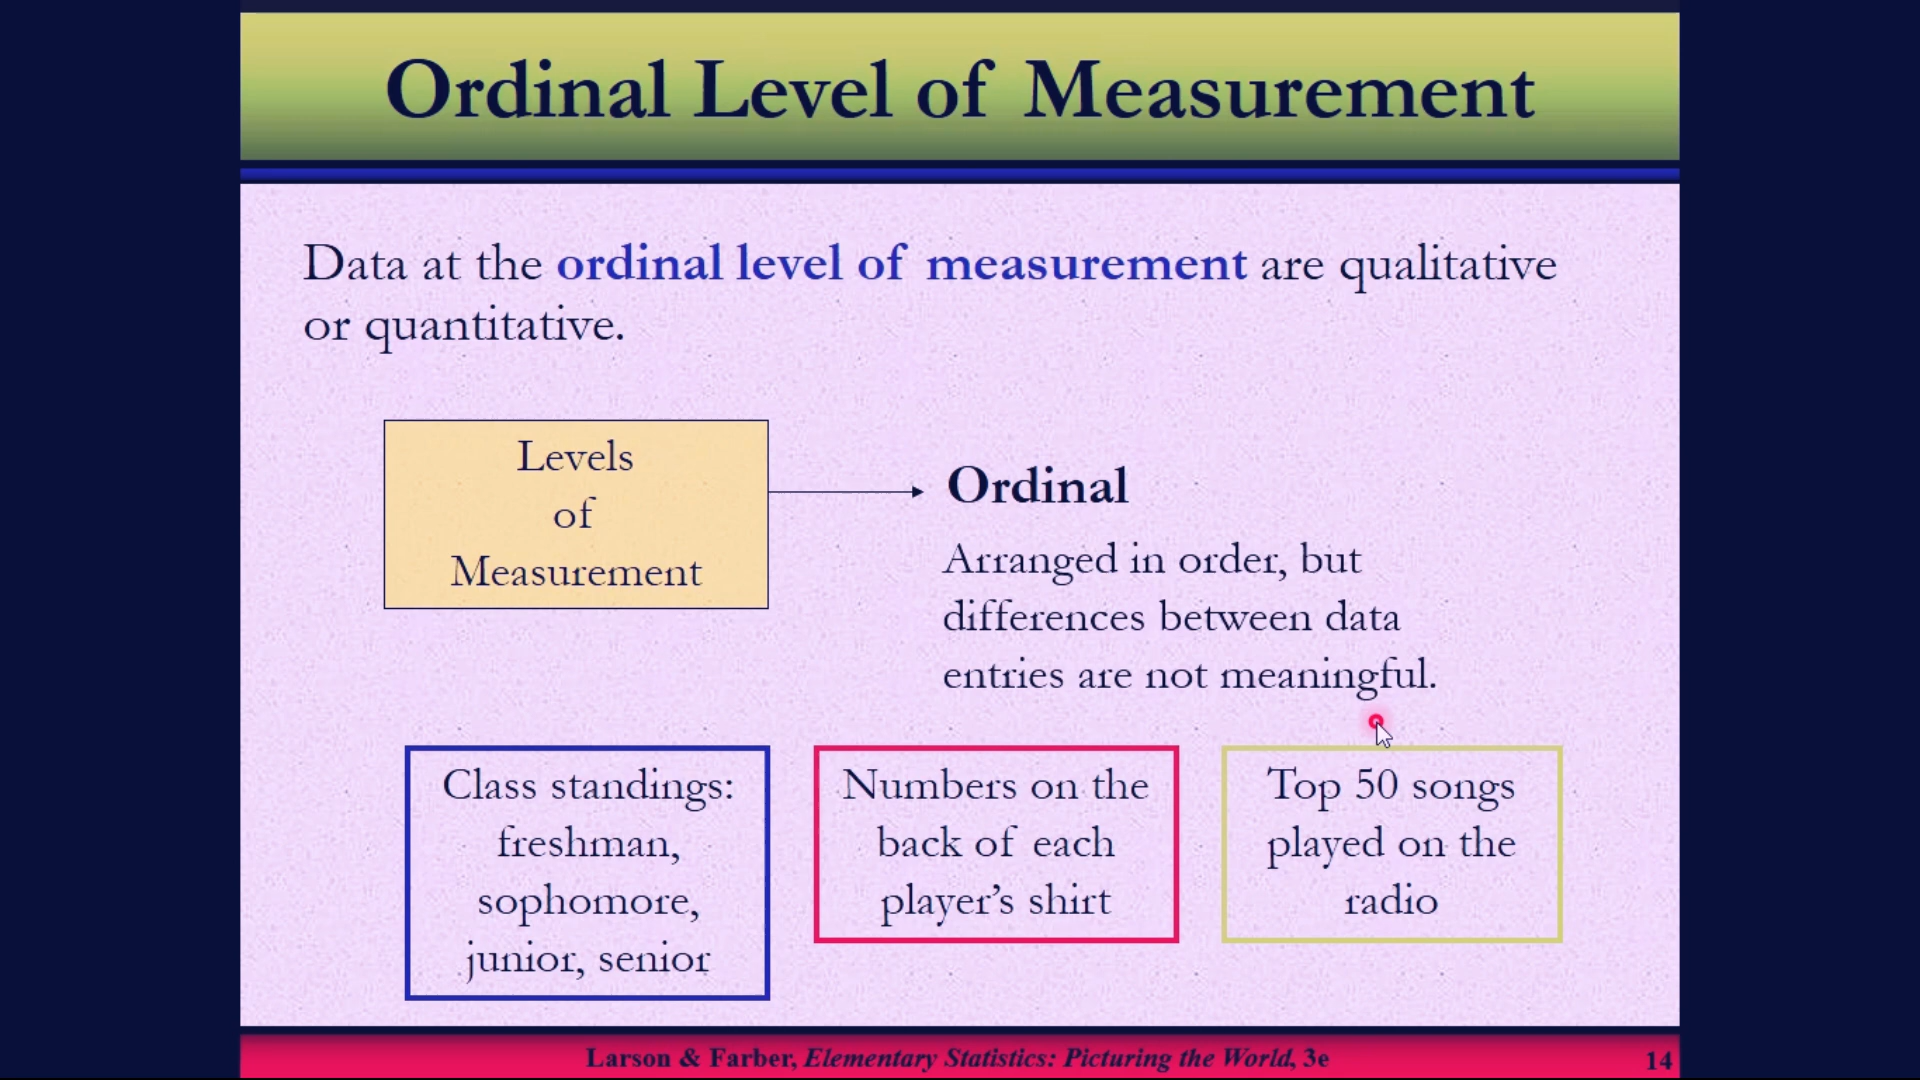 Ordinal Level of Measurement
Data at the ordinal level of measurement are qualitative
or quantitative.
Levels
of
Measurement
Ordinal
Arranged in order, but
differences between data
entries are not meaningful.
Class standings:
freshman,
sophomore,
junior, senior
Numbers on the
back of each
player’s shirt
Top 50 songs
played on the
radio
Larson & Farber, Elementary Statistics: Picturing the World, 3e
14